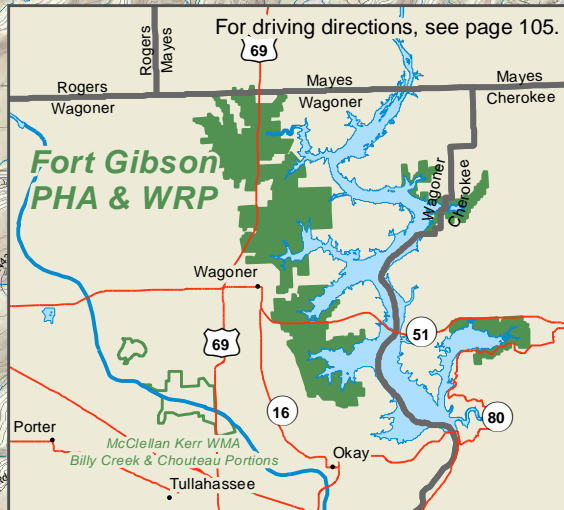 For driving directions, see page 105.
69
Rogers
Mayes
Rogers
Wagoner
Mayes
Wagoner
Mayes
Cherokee
Fort Gibson
PHA & WRP
Wagoner
Cherokee
Wagoner
51
69
16
80
Porter
McClellan Kerr WMA
Billy Creek & Chouteau Portions
Okay
Tullahassee